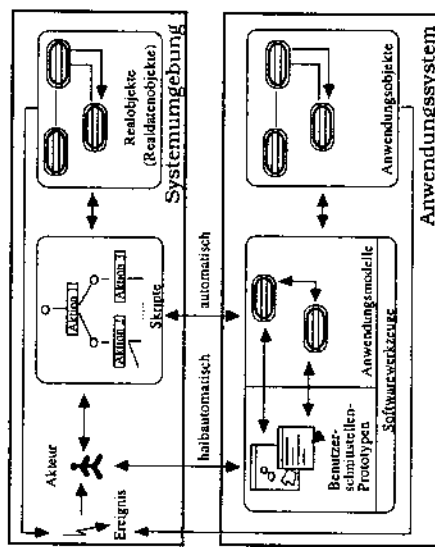 Akteur
Ereignis
Aktion 1
Aktion 2
Aktion 3
Skripte
Realobjekte
(Realdatenobjekte)
Systemumgebung
halbautomatisch
automatisch
Benutzer-
schnittstellen-
Prototypen
Anwendungsmodelle
Softwarewerkzeuge
Anwendungsobjekte
Anwendungssystem